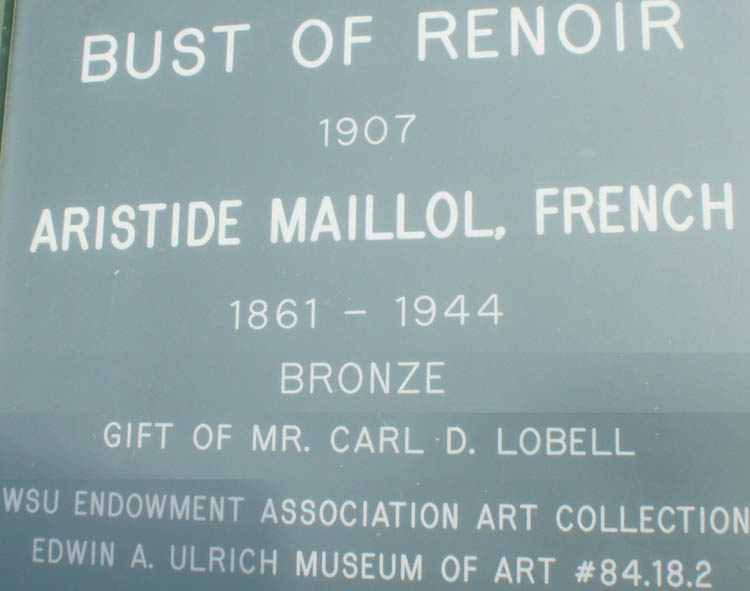 BUST OF RENOIR
1907
ARISTIDE MAILLOL, FRENCH
1861 - 1944
BRONZE
GIFT OF MR. CARL D. LOBELL
WSU ENDOWMENT ASSOCIATION ART COLLECTION
EDWIN A. ULRICH MUSEUM OF ART #84.18.2